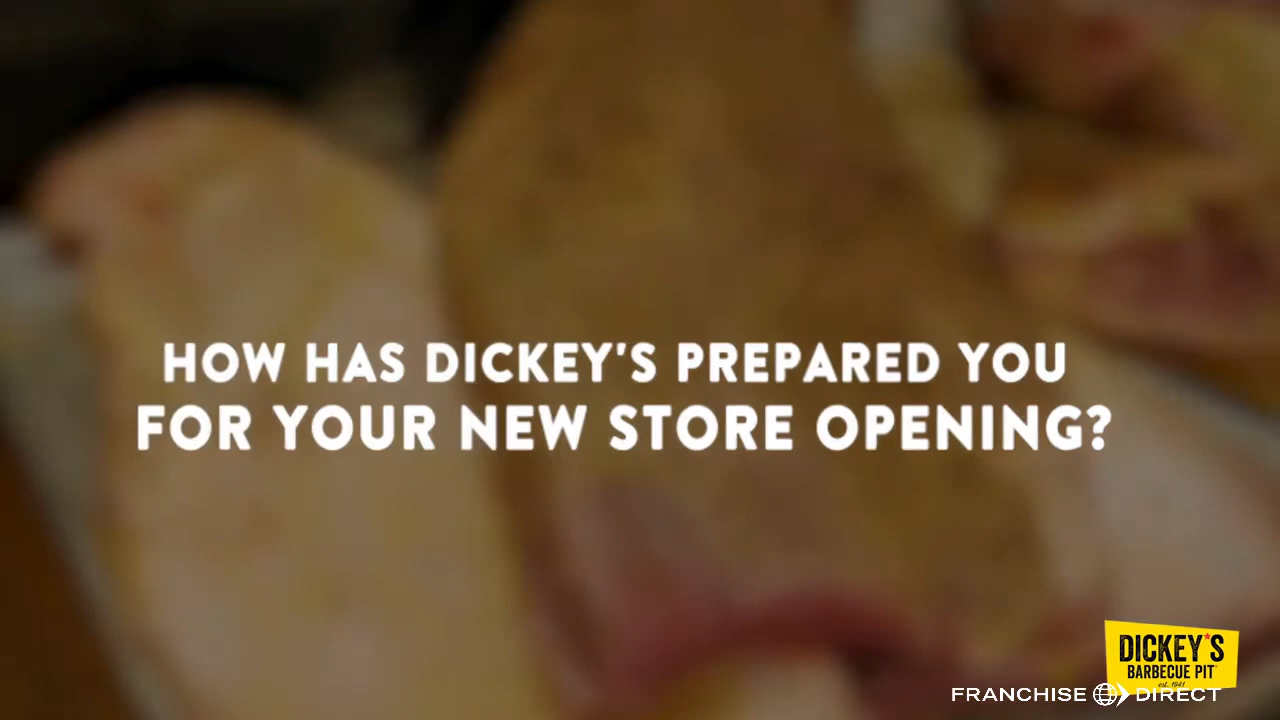 HOW HAS DICKEY'S PREPARED YOU
FOR YOUR NEW STORE OPENING?
DICKEY'S
BARBECUE PIT
est. 1941
FRANCHISE DIRECT